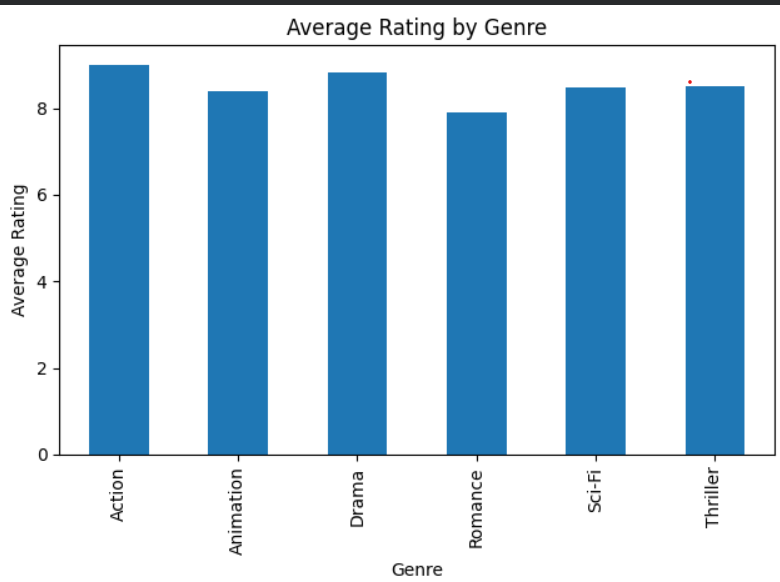 Average Rating by Genre
Average Rating
8
6
4
2
0
Action
Animation
Drama
Romance
Sci-Fi
Thriller
Genre